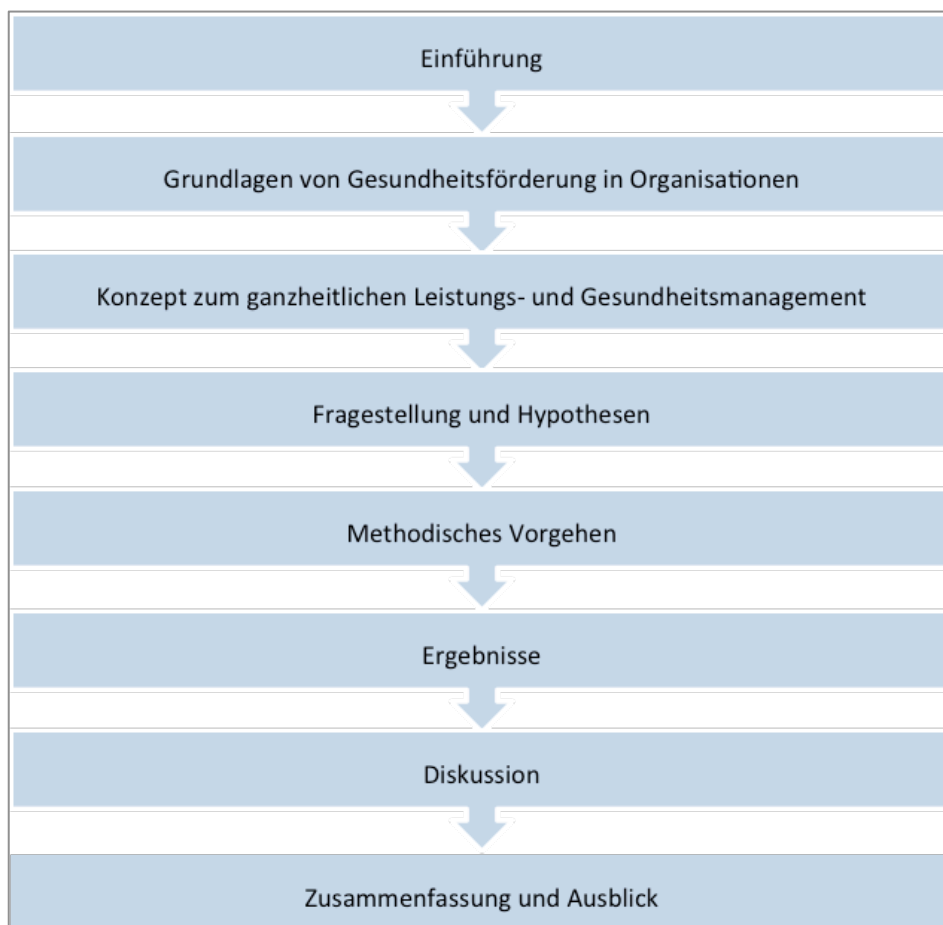 Einführung
Grundlagen von Gesundheitsförderung in Organisationen
Konzept zum ganzheitlichen Leistungs- und Gesundheitsmanagement
Fragestellung und Hypothesen
Methodisches Vorgehen
Ergebnisse
Diskussion
Zusammenfassung und Ausblick